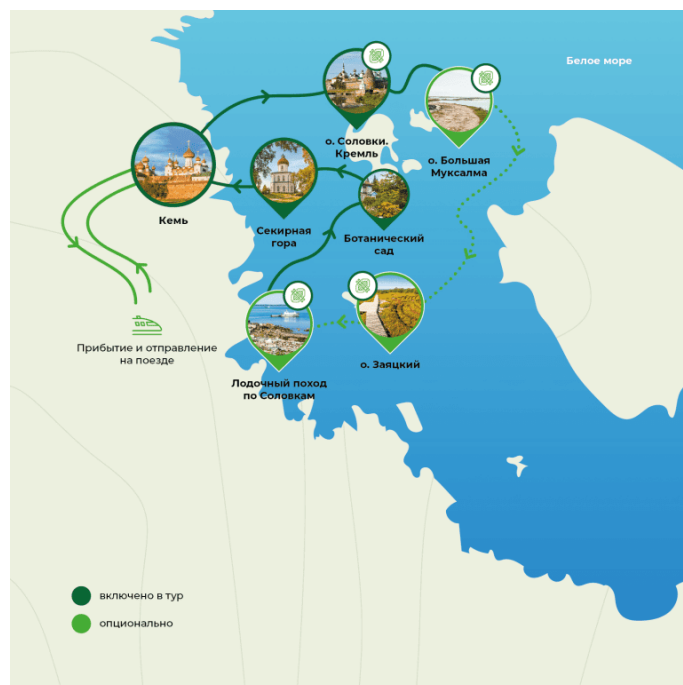 Белое море
о. Соловки.
Кремль
о. Большая
Муксалма
Кемь
Секирная
гора
Ботанический
сад
Прибытие и отправление
на поезде
о. Заяцкий
Лодочный поход
по Соловкам
включено в тур
опционально